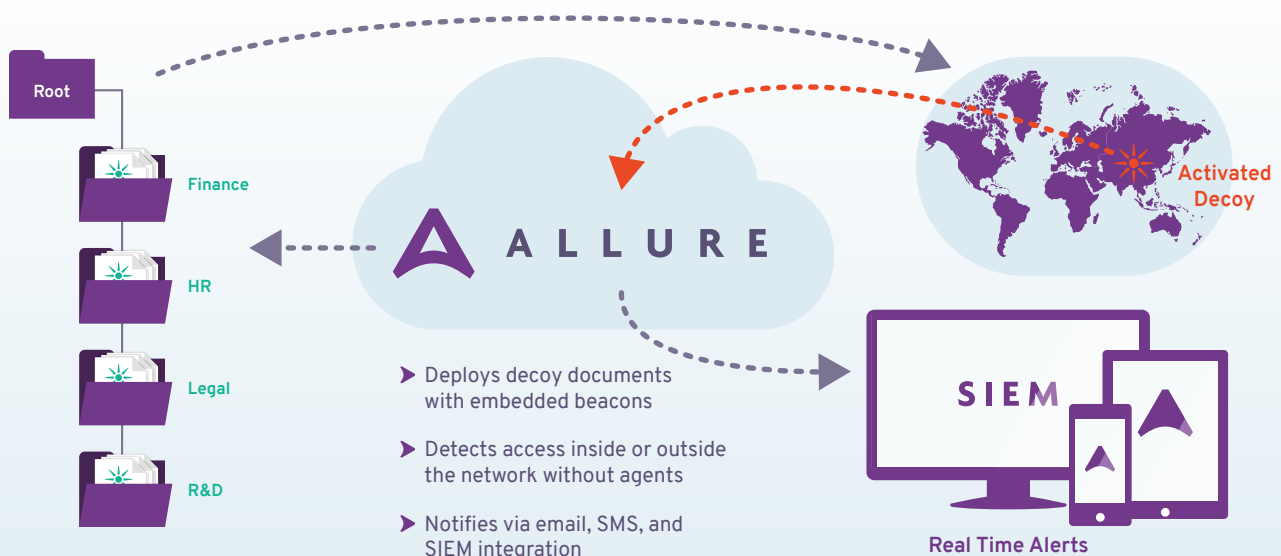 Root
Finance
HR
Legal
R&D
ALLURE
Deploys decoy documents
with embedded beacons
Detects access inside or outside
the network without agents
Notifies via email, SMS, and
SIEM integration
Activated
Decoy
SIEM
Real Time Alerts